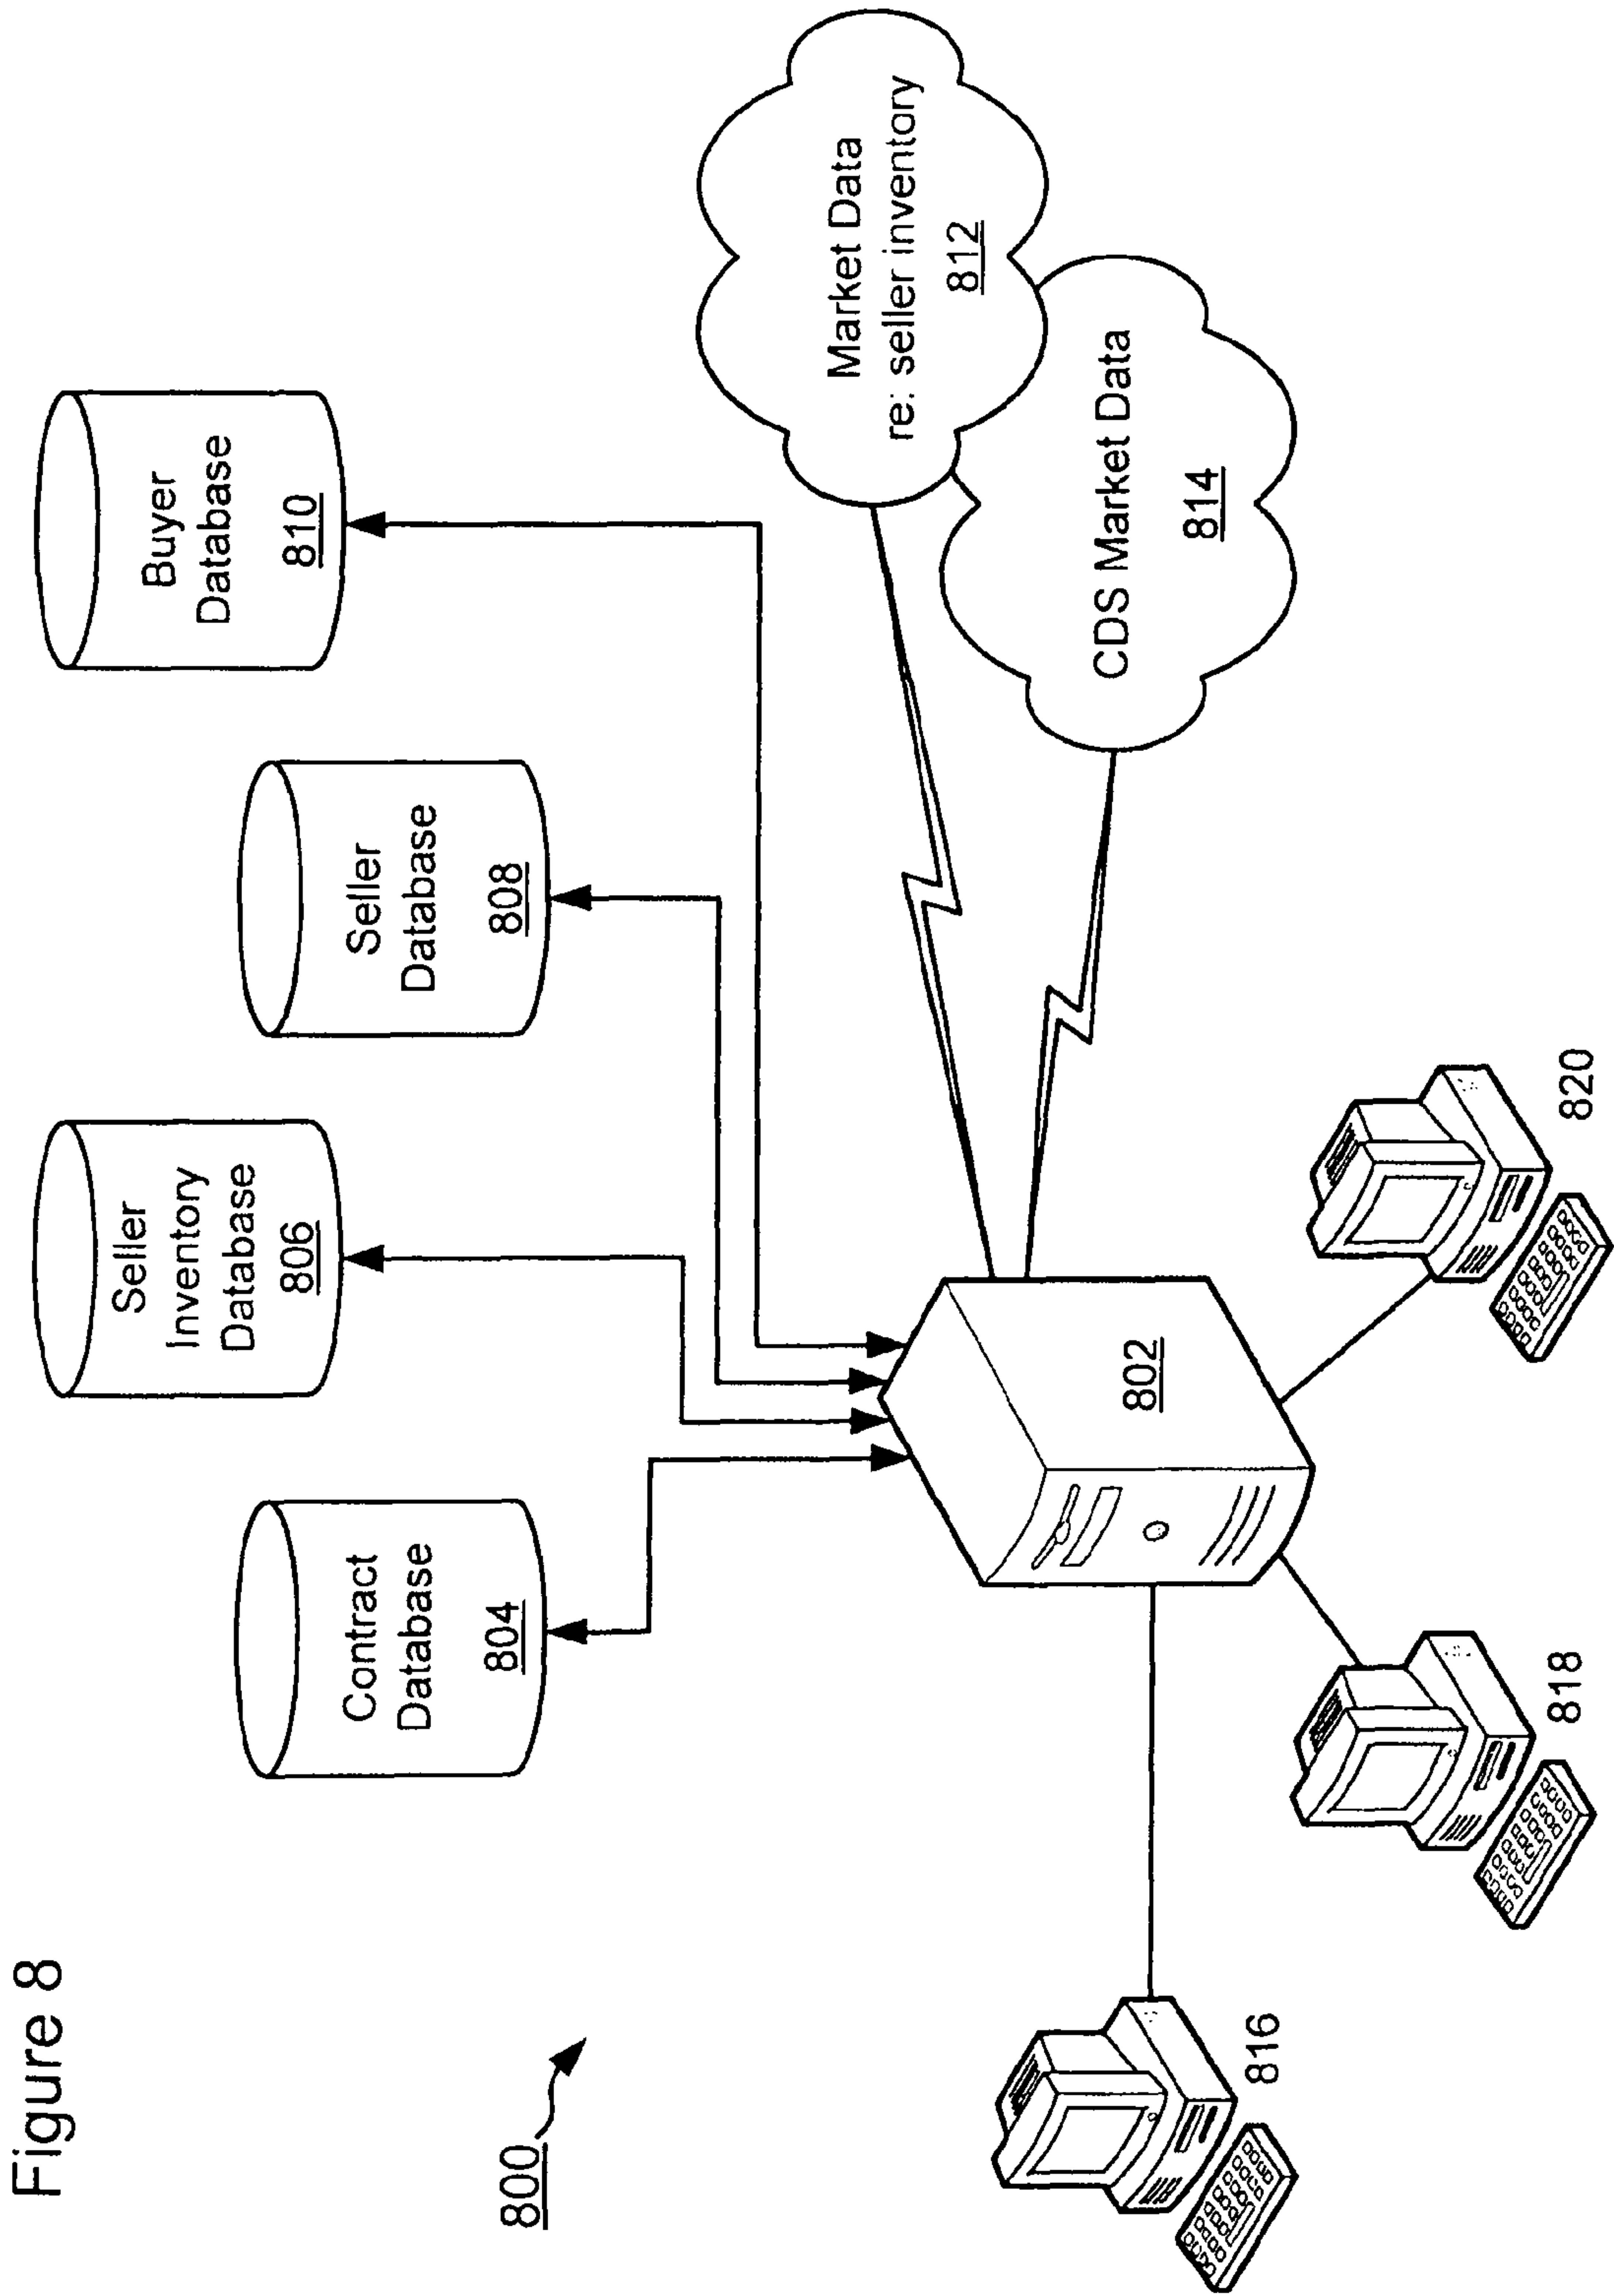 Figure 8
800
Contract
Database
804
Seller
Inventory
Database
806
Seller
Database
808
Buyer
Database
810
Market Data
re: seller inventory
812
CDS Market Data
814
802
816
818
820